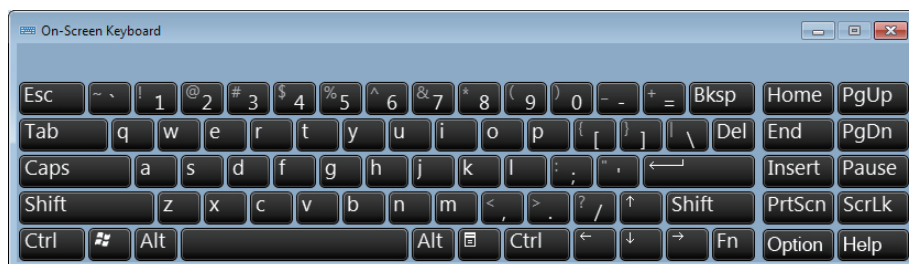 On-Screen Keyboard
Esc ~ ` ! 1 @ 2 # 3 $ 4 % 5 ^ 6 & 7 * 8 ( 9 ) 0 _ - + = Bksp Home PgUp
Tab q w e r t y u i o p { [ } ] | \ Del End PgDn
Caps a s d f g h j k l : ; " ' Insert Pause
Shift z x c v b n m < , > . ? / ↑ Shift PrtScn ScrLk
Ctrl Alt Alt Ctrl ← ↓ → Fn Option Help